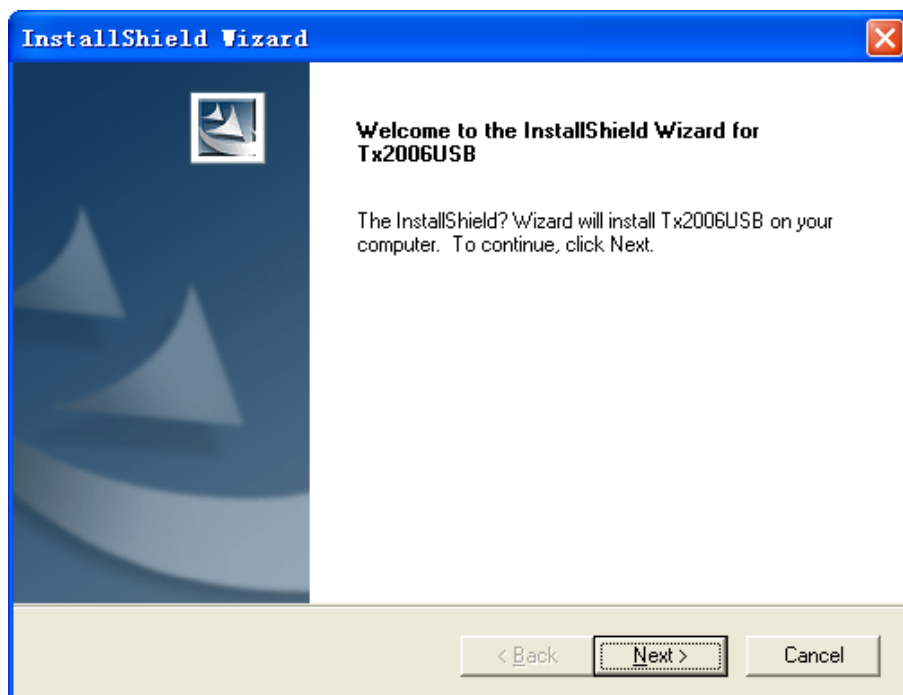 InstallShield Wizard
Welcome to the InstallShield Wizard for
Tx2006USB
The InstallShield? Wizard will install Tx2006USB on your
computer.  To continue, click Next.
< Back
Next >
Cancel